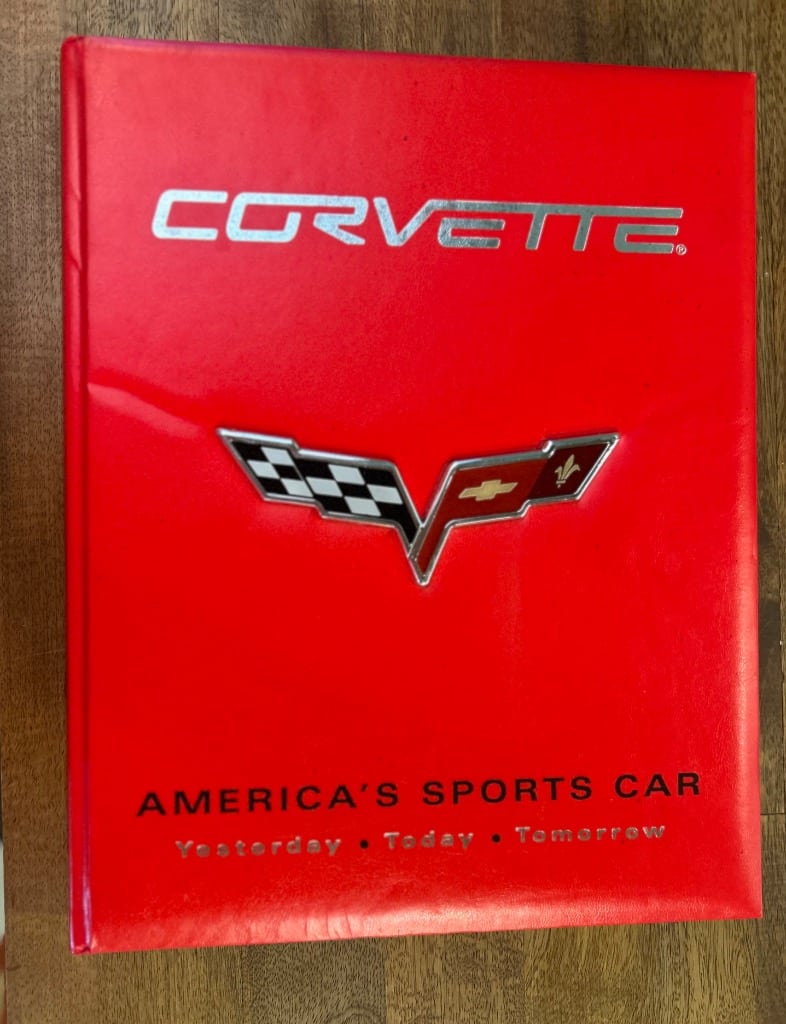 CORVETTE®
AMERICA'S SPORTS CAR
Yesterday • Today • Tomorrow